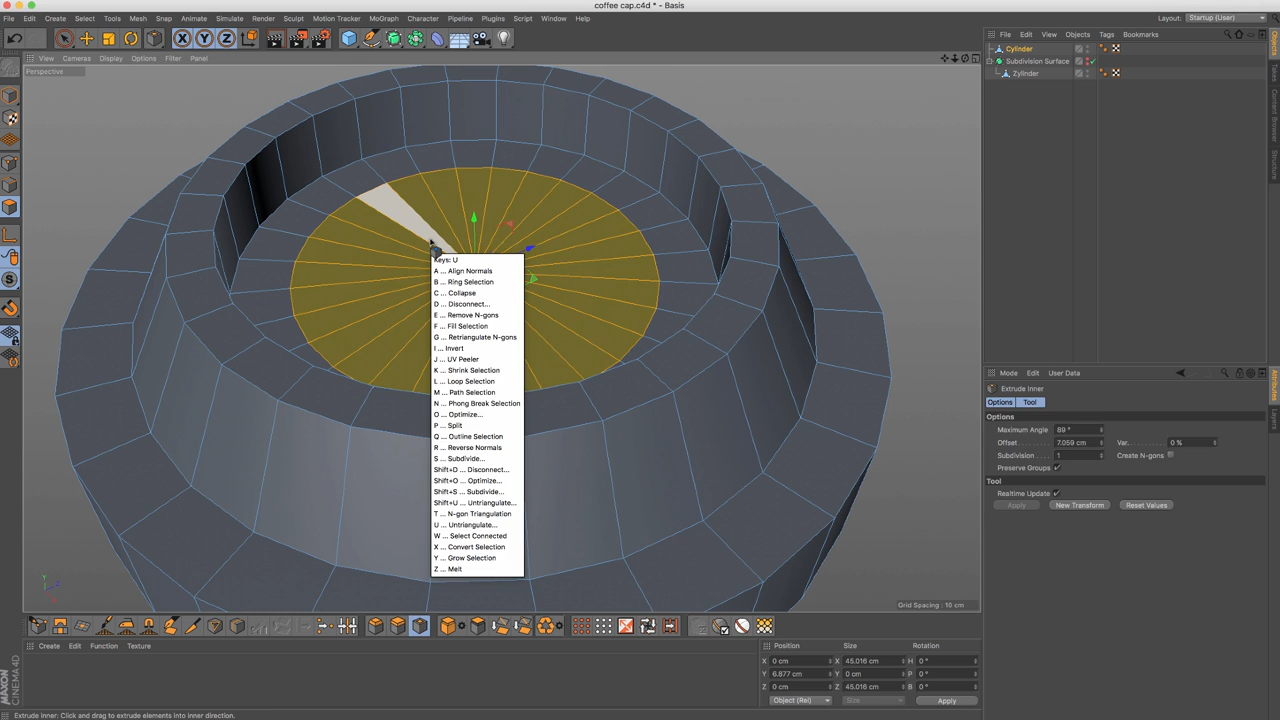 coffee cap.c4d * - Basis
File Edit Create Select Tools Mesh Snap Animate Simulate Render Sculpt Motion Tracker MoGraph Character Pipeline Plugins Script Window Help
Layout: Startup (User)
X Y Z
View Cameras Display Options Filter Panel
Perspective
File Edit View Objects Tags Bookmarks
Cylinder
Subdivision Surface
Zylinder
Objects
Takes
Content Browser
Structure
Keys: U
A ... Align Normals
B ... Ring Selection
C ... Collapse
D ... Disconnect...
E ... Remove N-gons
F ... Fill Selection
G ... Retriangulate N-gons
I ... Invert
J ... UV Peeler
K ... Shrink Selection
L ... Loop Selection
M ... Path Selection
N ... Phong Break Selection
O ... Optimize...
P ... Split
Q ... Outline Selection
R ... Reverse Normals
S ... Subdivide...
Shift+D ... Disconnect...
Shift+O ... Optimize...
Shift+S ... Subdivide...
Shift+U ... Untriangulate...
T ... N-gon Triangulation
U ... Untriangulate...
W ... Select Connected
X ... Convert Selection
Y ... Grow Selection
Z ... Melt
Y
Z
Grid Spacing : 10 cm
Mode Edit User Data
Extrude Inner
Options Tool
Options
Maximum Angle 89 °
Offset 7.059 cm Var. 0 %
Subdivision 1 Create N-gons
Preserve Groups
Tool
Realtime Update
Apply New Transform Reset Values
Attributes
Layers
Create Edit Function Texture
Position Size Rotation
X 0 cm X 45.016 cm H 0 °
Y 6.877 cm Y 0 cm P 0 °
Z 0 cm Z 45.016 cm B 0 °
Object (Rel) Size Apply
MAXON
CINEMA 4D
Extrude Inner: Click and drag to extrude elements into inner direction.